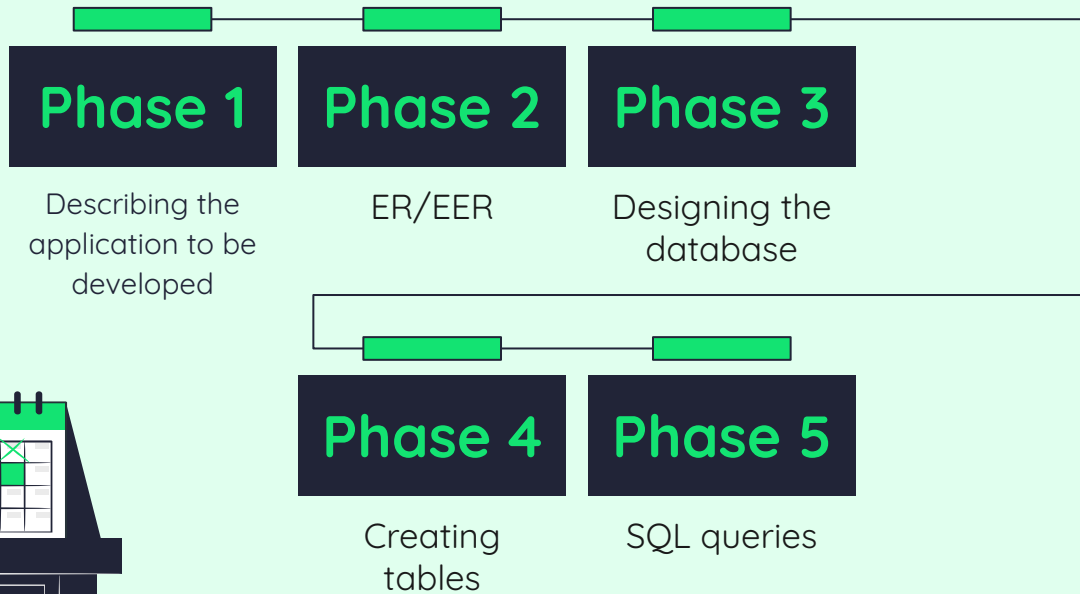 Phase 1
Phase 2
Phase 3
Describing the
application to be
developed
ER/EER
Designing the
database
Phase 4
Phase 5
Creating
tables
SQL queries